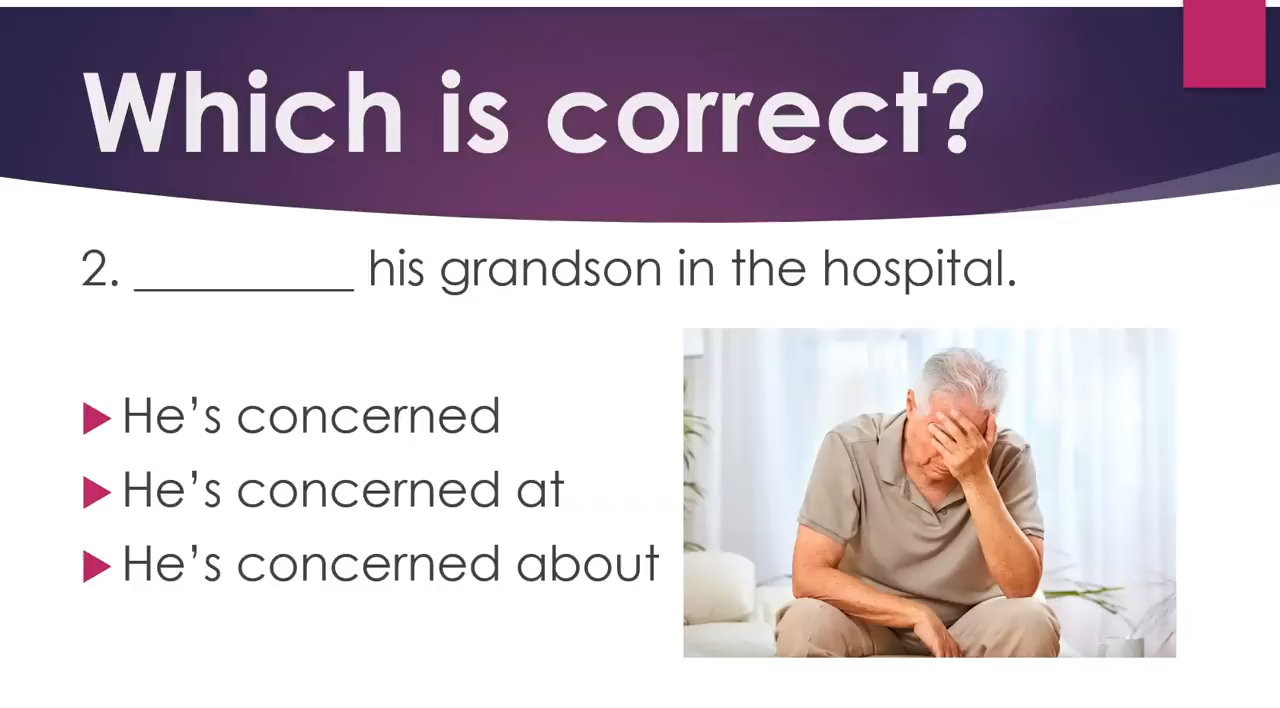 Which is correct?
2. _________ his grandson in the hospital.
He’s concerned
He’s concerned at
He’s concerned about